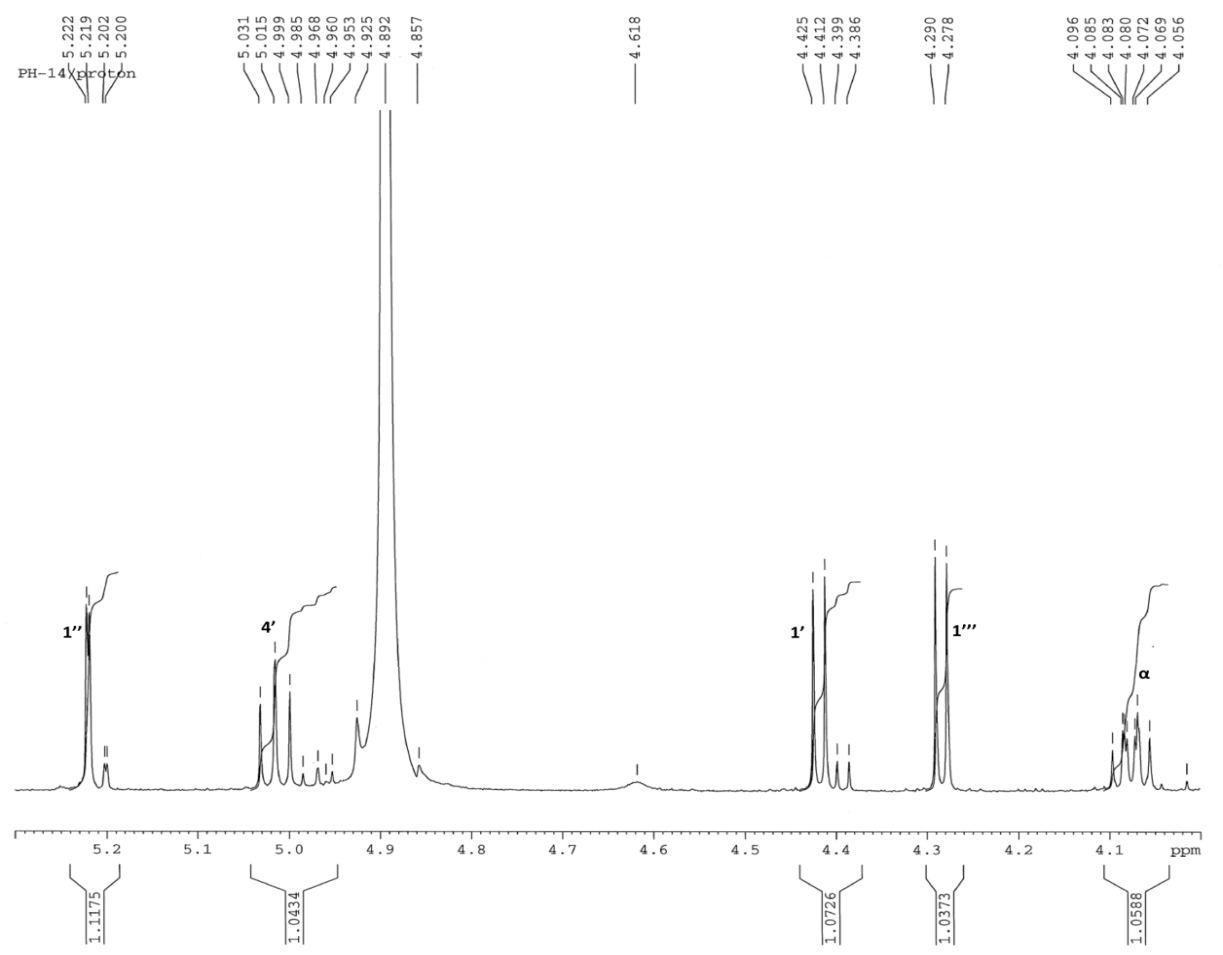 5.222 5.219 5.202 5.200 5.031 5.015 4.999 4.985 4.968 4.960 4.953 4.925 4.892 4.857 4.618 4.425 4.412 4.399 4.386 4.290 4.278 4.096 4.085 4.083 4.080 4.072 4.069 4.056
PH-14/proton
1’’ 4’ 1’ 1’’’
α
5.2 5.1 5.0 4.9 4.8 4.7 4.6 4.5 4.4 4.3 4.2 4.1 ppm
1.1175 1.0434 1.0726 1.0373 1.0588